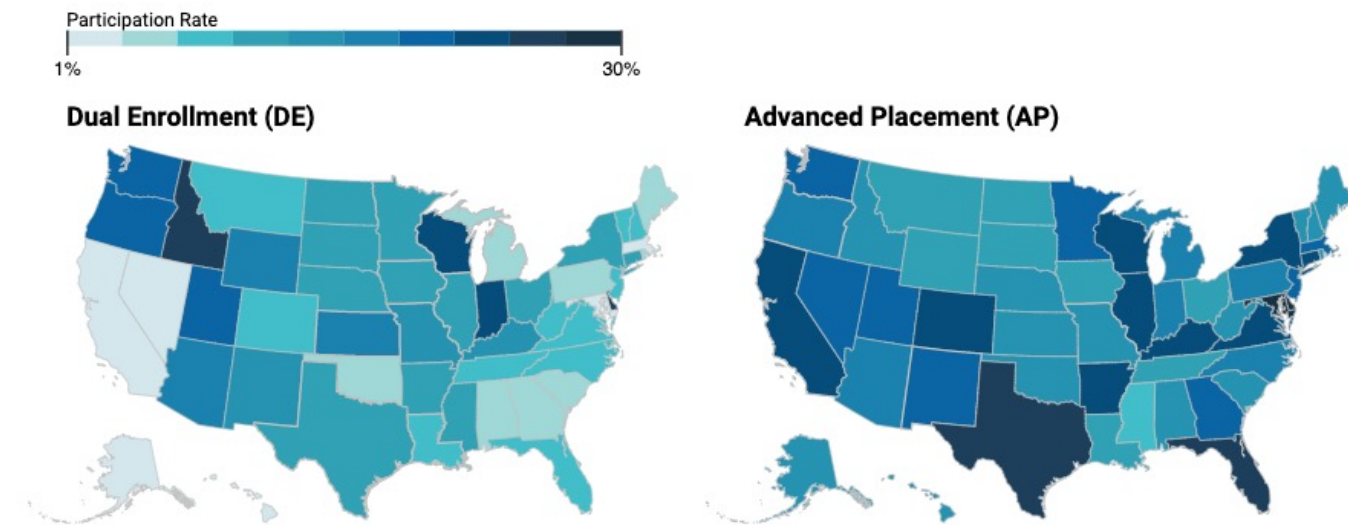 Participation Rate
1% 30%
Dual Enrollment (DE)
Advanced Placement (AP)